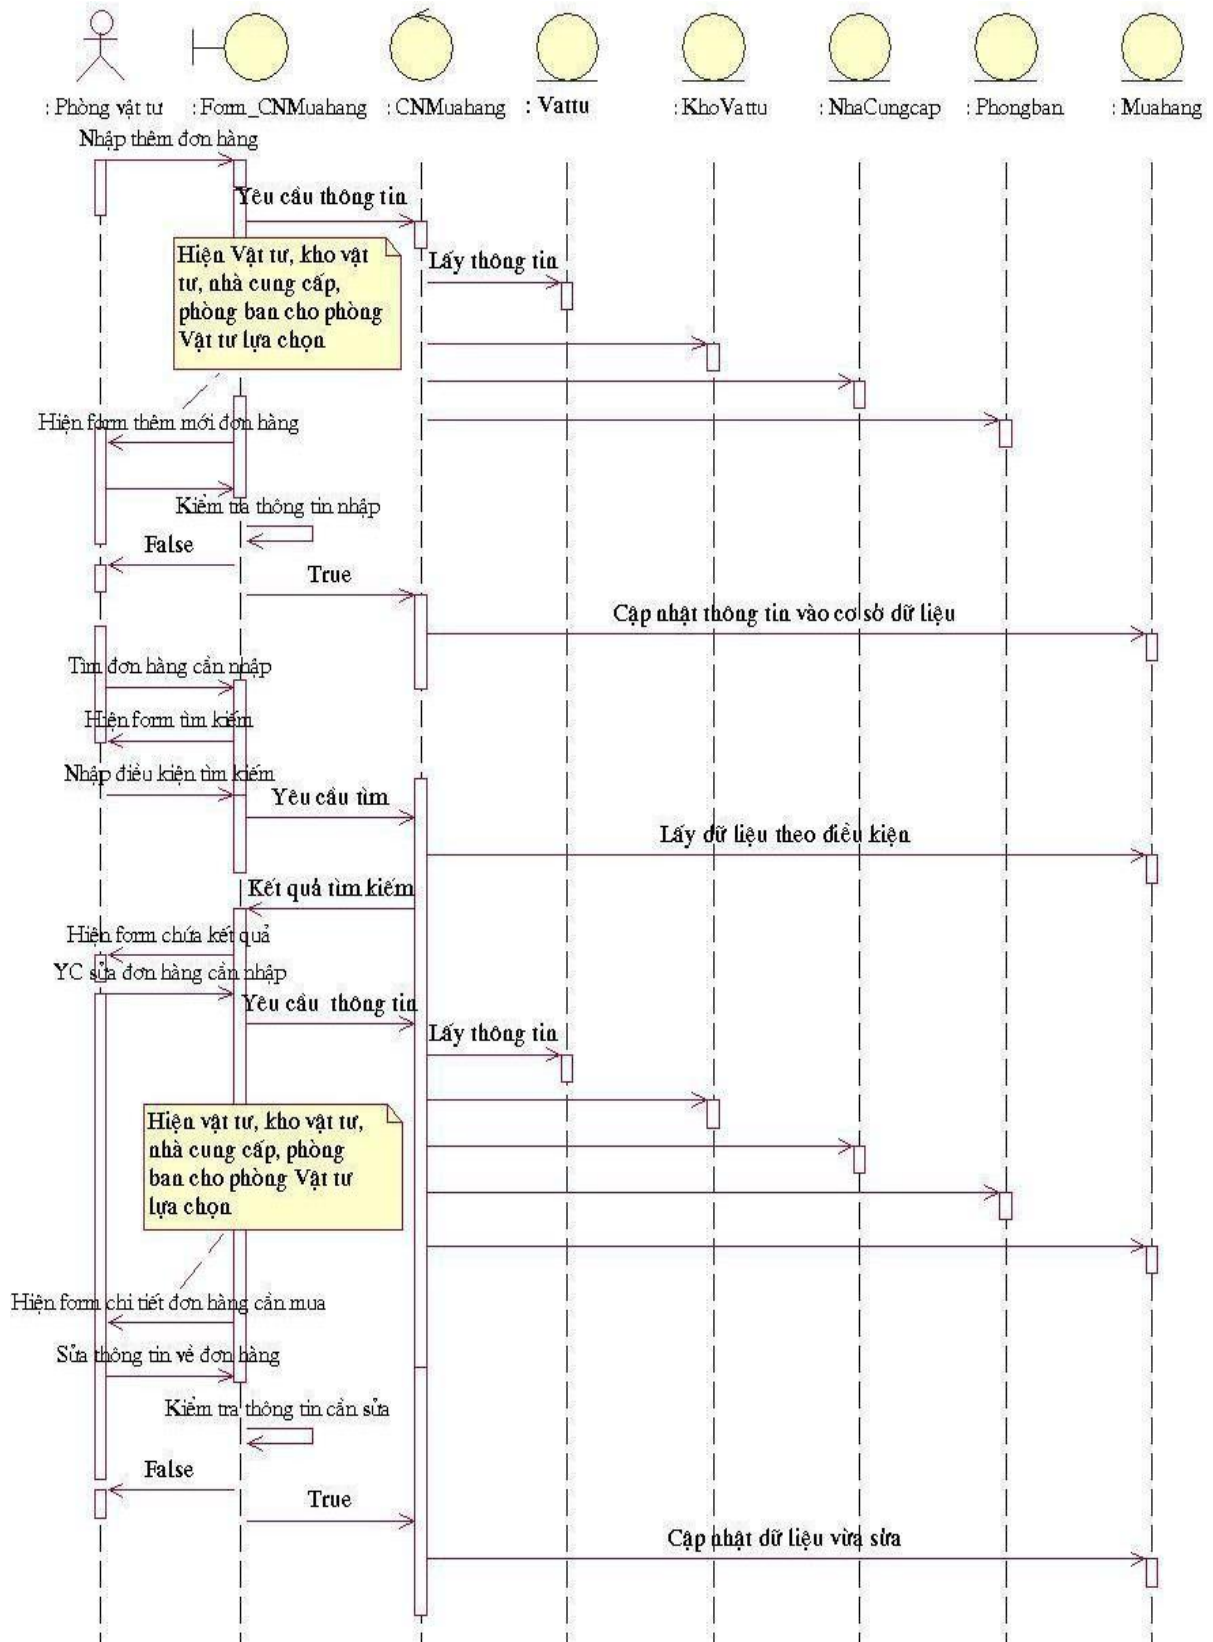 : Phòng vật tư
: Form_CNMuahang
: CNMuahang
: Vattu
: KhoVattu
: NhaCungcap
: Phongban
: Muahang
Nhập thêm đơn hàng
Yêu cầu thông tin
Hiện Vật tư, kho vật
tư, nhà cung cấp,
phòng ban cho phòng
Vật tư lựa chọn
Lấy thông tin
Hiện form thêm mới đơn hàng
Kiểm tra thông tin nhập
False
True
Cập nhật thông tin vào cơ sở dữ liệu
Tìm đơn hàng cần nhập
Hiện form tìm kiếm
Nhập điều kiện tìm kiếm
Yêu cầu tìm
Lấy dữ liệu theo điều kiện
Kết quả tìm kiếm
Hiện form chứa kết quả
YC sửa đơn hàng cần nhập
Yêu cầu thông tin
Lấy thông tin
Hiện vật tư, kho vật tư,
nhà cung cấp, phòng
ban cho phòng Vật tư
lựa chọn
Hiện form chi tiết đơn hàng cần mua
Sửa thông tin về đơn hàng
Kiểm tra thông tin cần sửa
False
True
Cập nhật dữ liệu vừa sửa